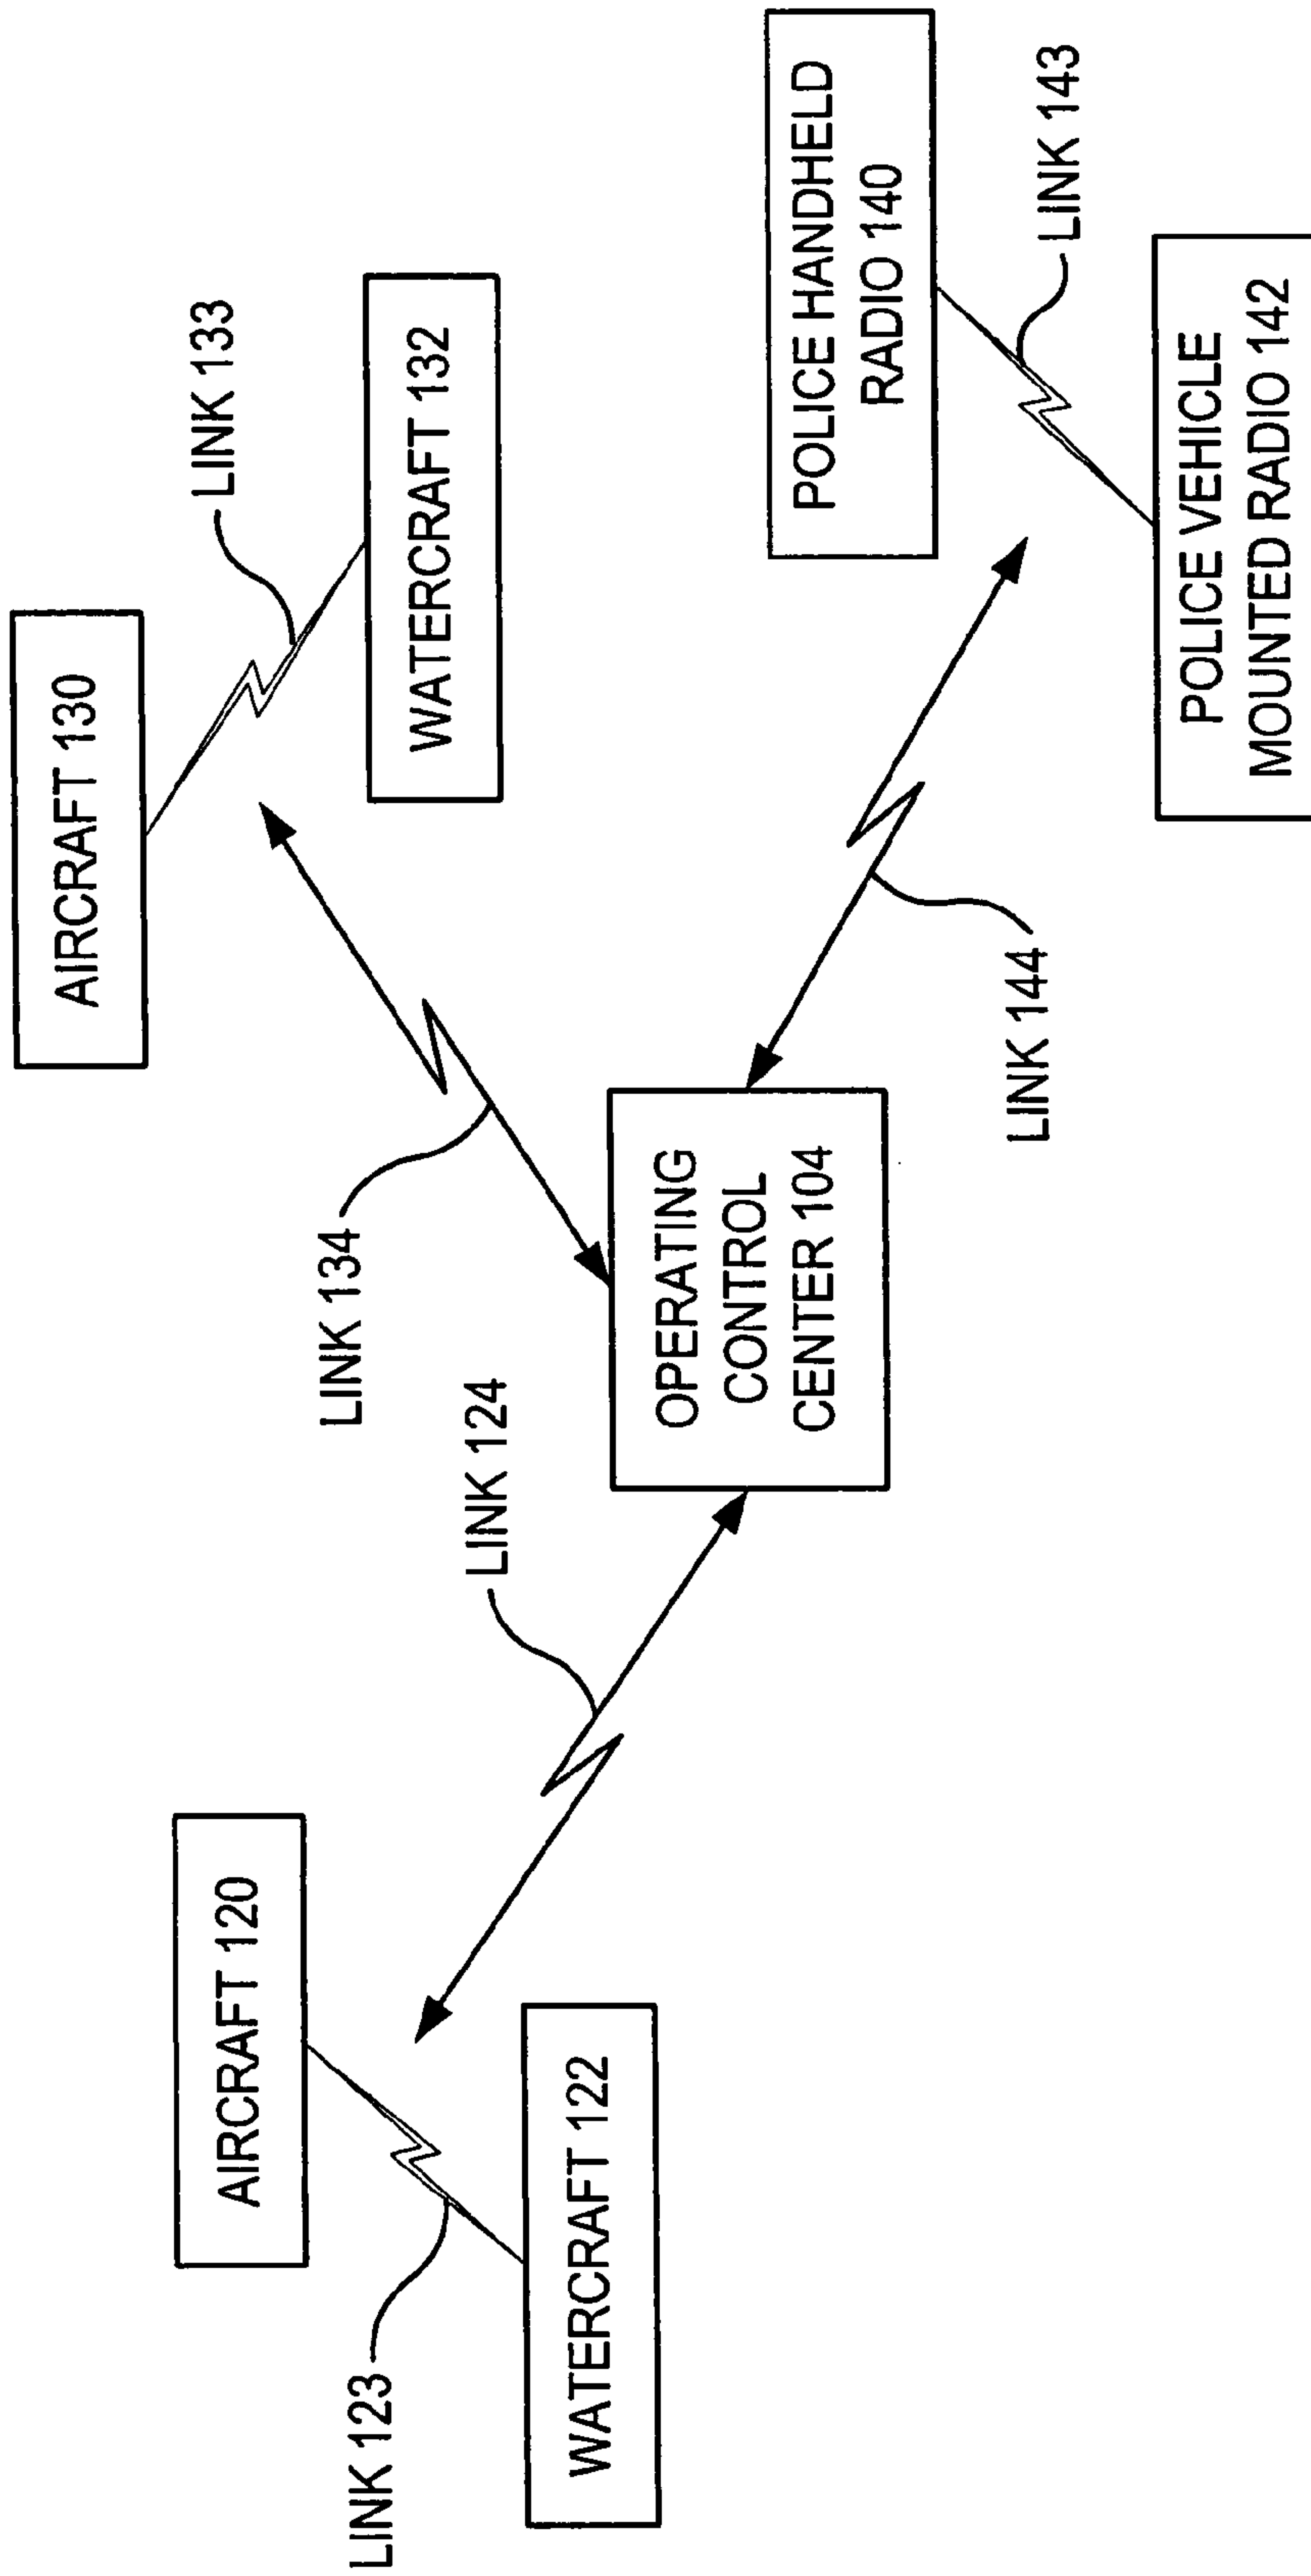 AIRCRAFT 130
LINK 133
WATERCRAFT 132
AIRCRAFT 120
LINK 123
WATERCRAFT 122
LINK 134
LINK 124
OPERATING
CONTROL
CENTER 104
POLICE HANDHELD
RADIO 140
LINK 143
LINK 144
POLICE VEHICLE
MOUNTED RADIO 142